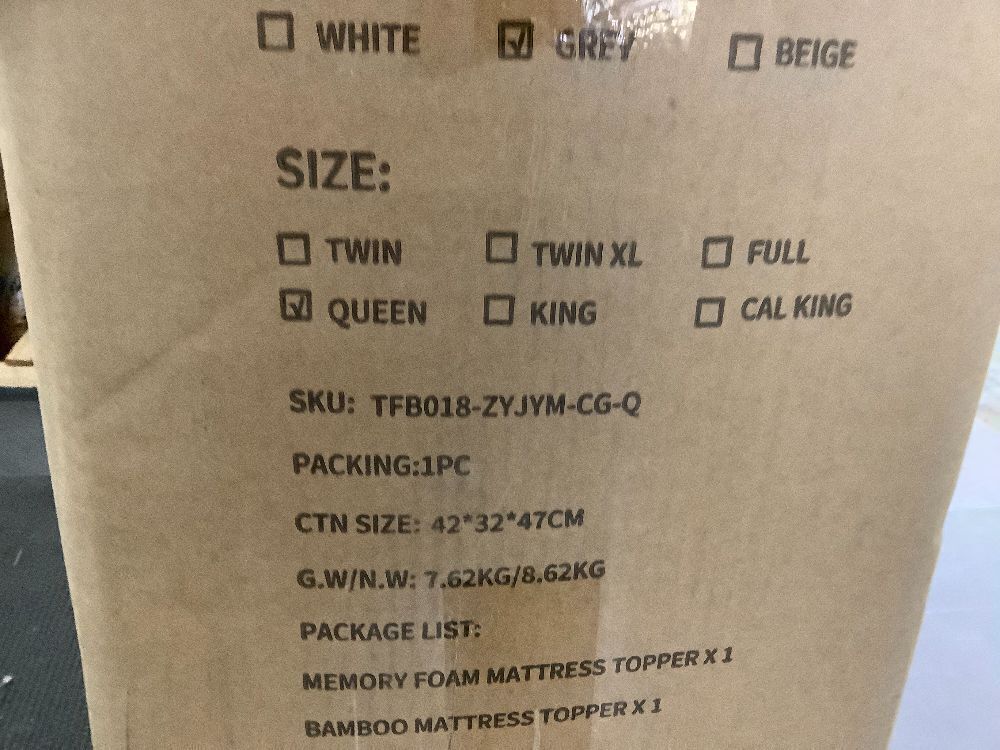 WHITE GREY BEIGE
SIZE:
TWIN TWIN XL FULL
QUEEN KING CAL KING
SKU: TFB018-ZYJYM-CG-Q
PACKING:1PC
CTN SIZE: 42*32*47CM
G.W/N.W: 7.62KG/8.62KG
PACKAGE LIST:
MEMORY FOAM MATTRESS TOPPER X 1
BAMBOO MATTRESS TOPPER X 1